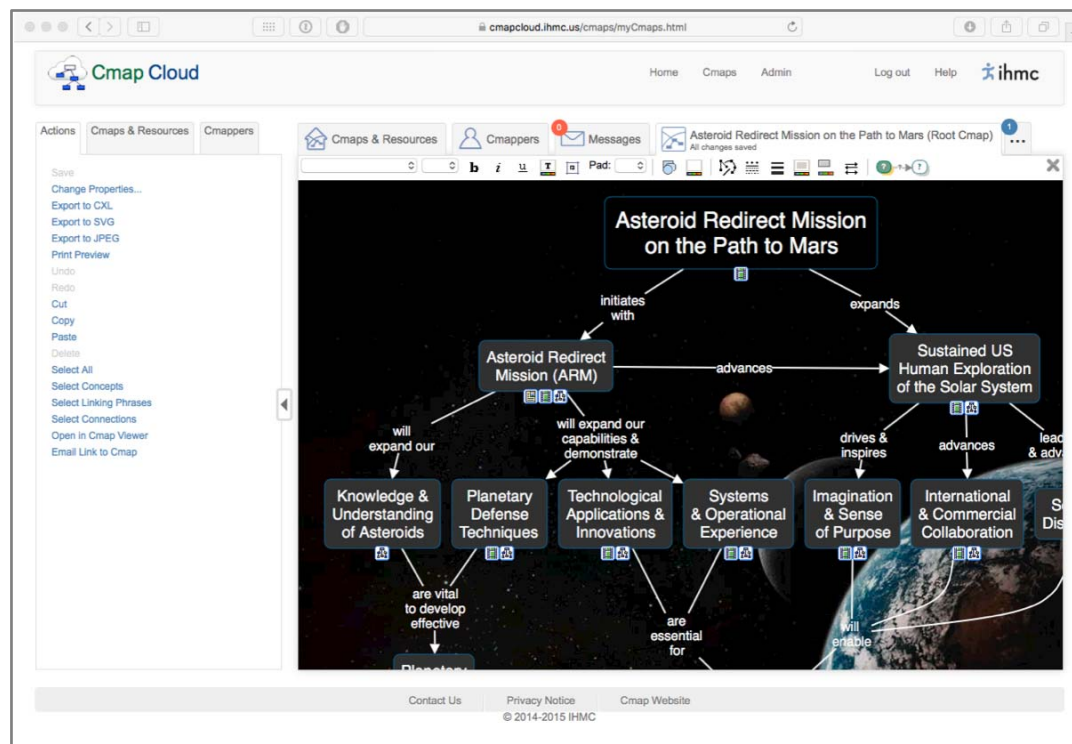 cmapcloud.ihmc.us/cmaps/myCmaps.html
Cmap Cloud
Home Cmaps Admin Log out Help ihmc
Actions Cmaps & Resources Cmappers
Cmaps & Resources
Cmappers
0
Messages
Asteroid Redirect Mission on the Path to Mars (Root Cmap)
All changes saved
1
...
b i u T Pad:
Save
Change Properties...
Export to CXL
Export to SVG
Export to JPEG
Print Preview
Undo
Redo
Cut
Copy
Paste
Delete
Select All
Select Concepts
Select Linking Phrases
Select Connections
Open in Cmap Viewer
Email Link to Cmap
Asteroid Redirect Mission
on the Path to Mars
initiates
with
expands
Asteroid Redirect
Mission (ARM)
advances
Sustained US
Human Exploration
of the Solar System
will
expand our
will expand our
capabilities &
demonstrate
drives &
inspires
advances
lead
& adva
Knowledge &
Understanding
of Asteroids
Planetary
Defense
Techniques
Technological
Applications &
Innovations
Systems
& Operational
Experience
Imagination
& Sense
of Purpose
International
& Commercial
Collaboration
Dis
are vital
to develop
effective
are
essential
for
will
enable
Planetary
Contact Us Privacy Notice Cmap Website
© 2014-2015 IHMC